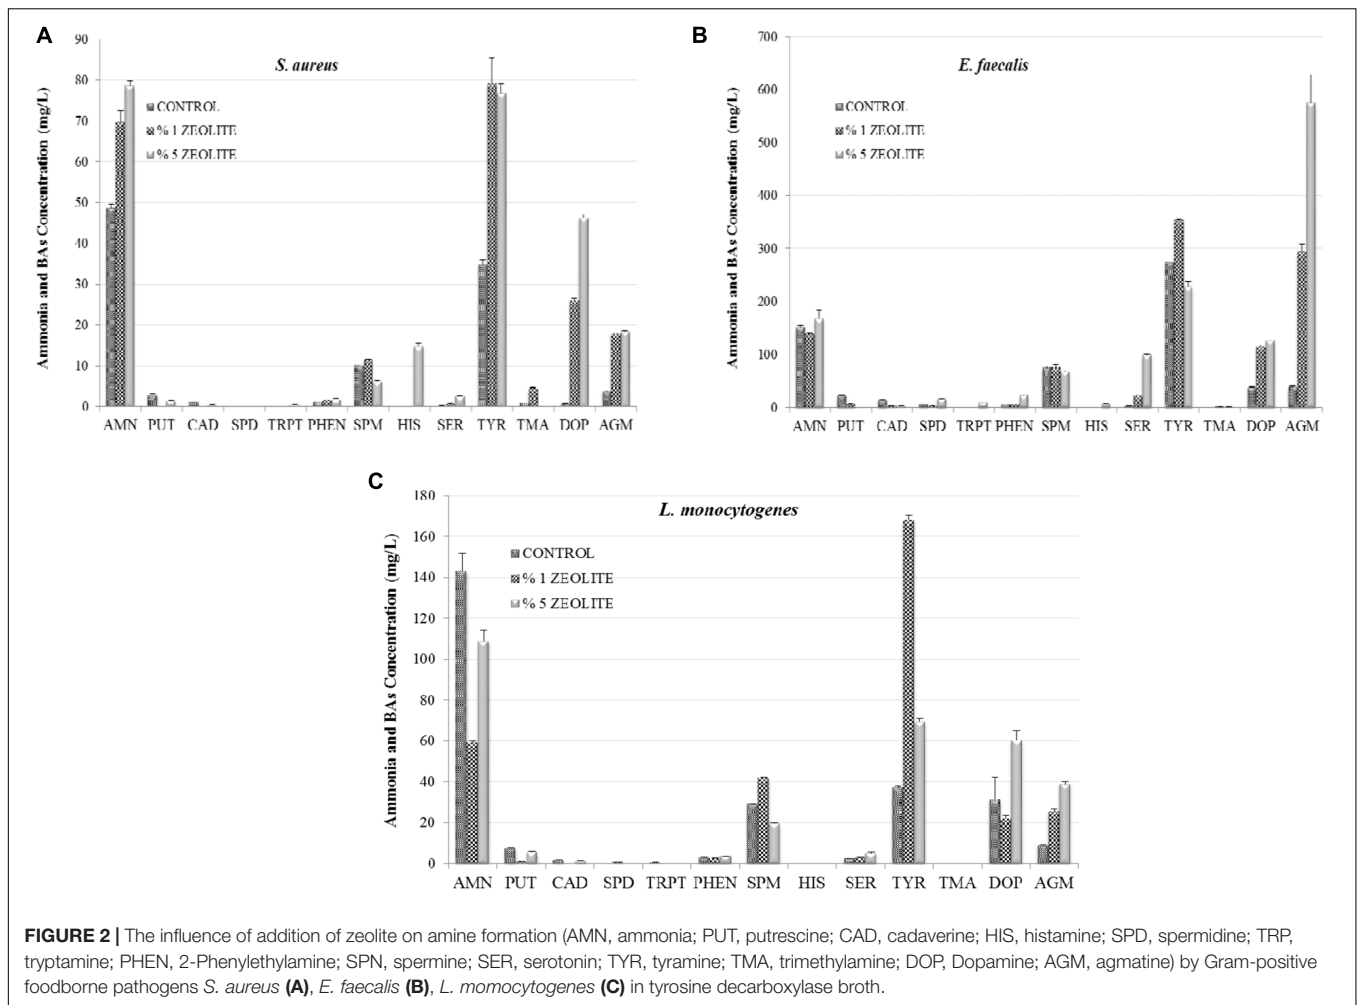 A
S. aureus
Ammonia and BAs Concentration (mg/L)
90
80
70
60
50
40
30
20
10
0
CONTROL
% 1 ZEOLITE
% 5 ZEOLITE
AMN PUT CAD SPD TRPT PHEN SPM HIS SER TYR TMA DOP AGM
B
E. faecalis
Ammonia and BAs Concentration (mg/L)
700
600
500
400
300
200
100
0
CONTROL
% 1 ZEOLITE
% 5 ZEOLITE
AMN PUT CAD SPD TRPT PHEN SPM HIS SER TYR TMA DOP AGM
C
L. monocytogenes
Ammonia and BAs Concentration (mg/L)
180
160
140
120
100
80
60
40
20
0
CONTROL
% 1 ZEOLITE
% 5 ZEOLITE
AMN PUT CAD SPD TRPT PHEN SPM HIS SER TYR TMA DOP AGM
FIGURE 2 | The influence of addition of zeolite on amine formation (AMN, ammonia; PUT, putrescine; CAD, cadaverine; HIS, histamine; SPD, spermidine; TRP,
tryptamine; PHEN, 2-Phenylethylamine; SPN, spermine; SER, serotonin; TYR, tyramine; TMA, trimethylamine; DOP, Dopamine; AGM, agmatine) by Gram-positive
foodborne pathogens S. aureus (A), E. faecalis (B), L. momocytogenes (C) in tyrosine decarboxylase broth.